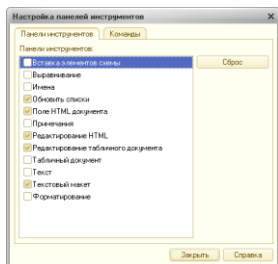 Настройка панелей инструментов
Панели инструментов Команды
Панели инструментов:
Вставка элементов схемы
Сброс
Выравнивание
Имена
Обновить списки
Поле HTML документа
Примечания
Редактирование HTML
Редактирование табличного документа
Табличный документ
Текст
Текстовый макет
Форматирование
Закрыть Справка